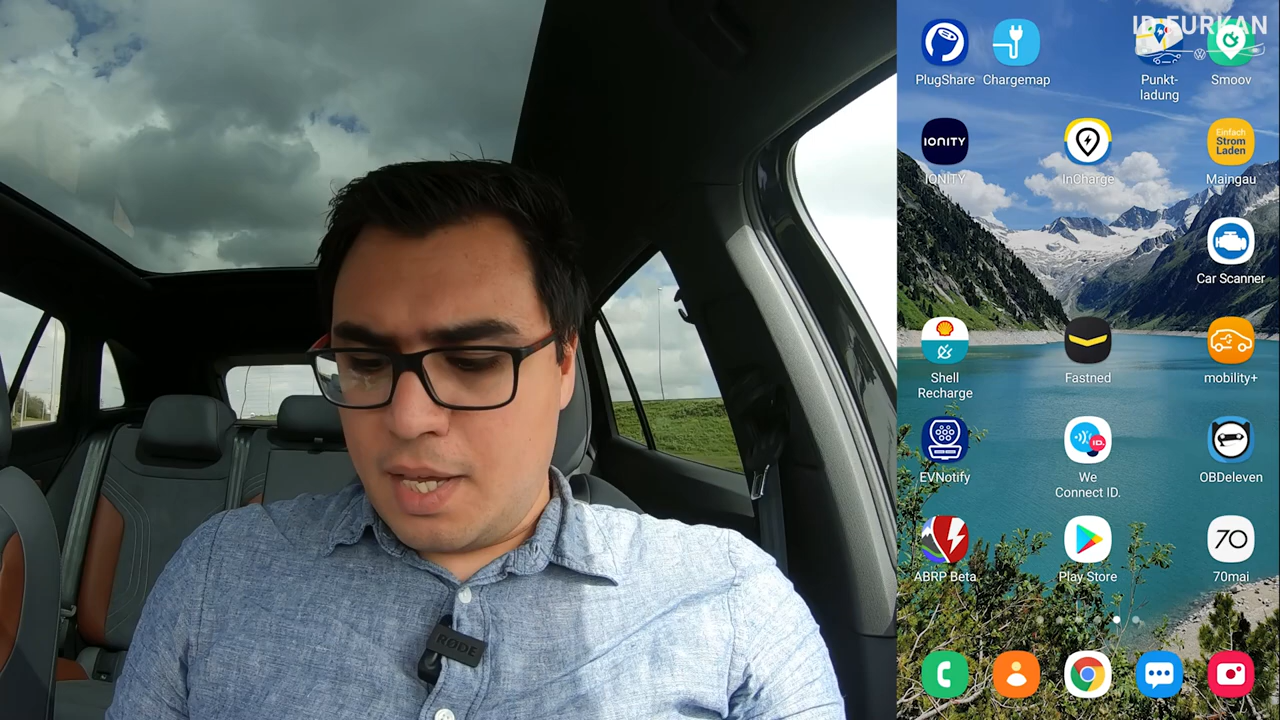 ID.FURKAN
PlugShare
Chargemap
Punkt-
ladung
Smoov
IONITY
IONITY
InCharge
Einfach
Strom
Laden
Maingau
Car Scanner
Shell
Recharge
Fastned
mobility+
EVNotify
ID.
We
Connect ID.
OBDeleven
ABRP Beta
Play Store
70
70mai
RØDE